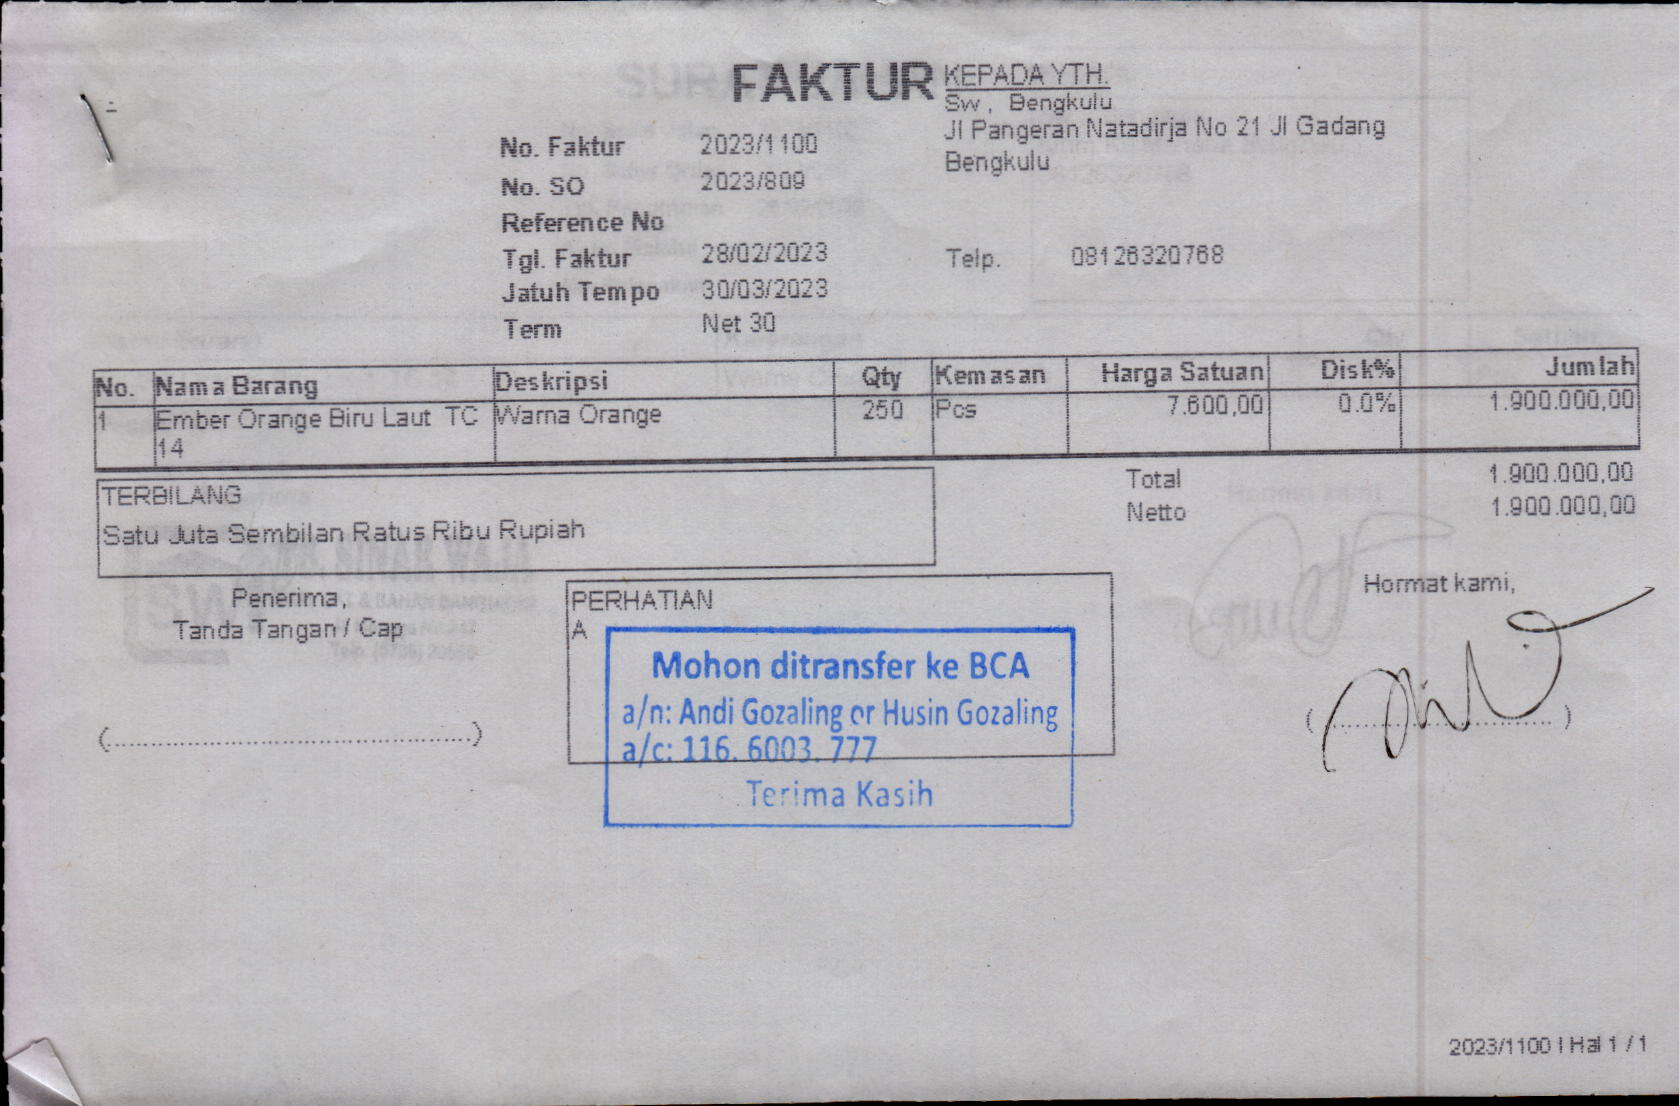 FAKTUR
KEPADA YTH.
Sw, Bengkulu
Jl Pangeran Natadirja No 21 Jl Gadang
Bengkulu
No. Faktur 2023/1100
No. SO 2023/809
Reference No
Tgl. Faktur 28/02/2023
Telp. 08126320768
Jatuh Tempo 30/03/2023
Term Net 30
No. Nama Barang Deskripsi Qty Kemasan Harga Satuan Disk% Jumlah
1 Ember Orange Biru Laut TC Warna Orange 250 Pcs 7.600,00 0.0% 1.900.000,00
14
Total 1.900.000,00
Netto 1.900.000,00
TERBILANG
Satu Juta Sembilan Ratus Ribu Rupiah
Penerima,
Tanda Tangan / Cap
(..................................................)
PERHATIAN
A
Mohon ditransfer ke BCA
a/n: Andi Gozaling or Husin Gozaling
a/c: 116. 6003. 777
Terima Kasih
Hormat kami,
(..................................)
2023/1100 | Hal 1 / 1